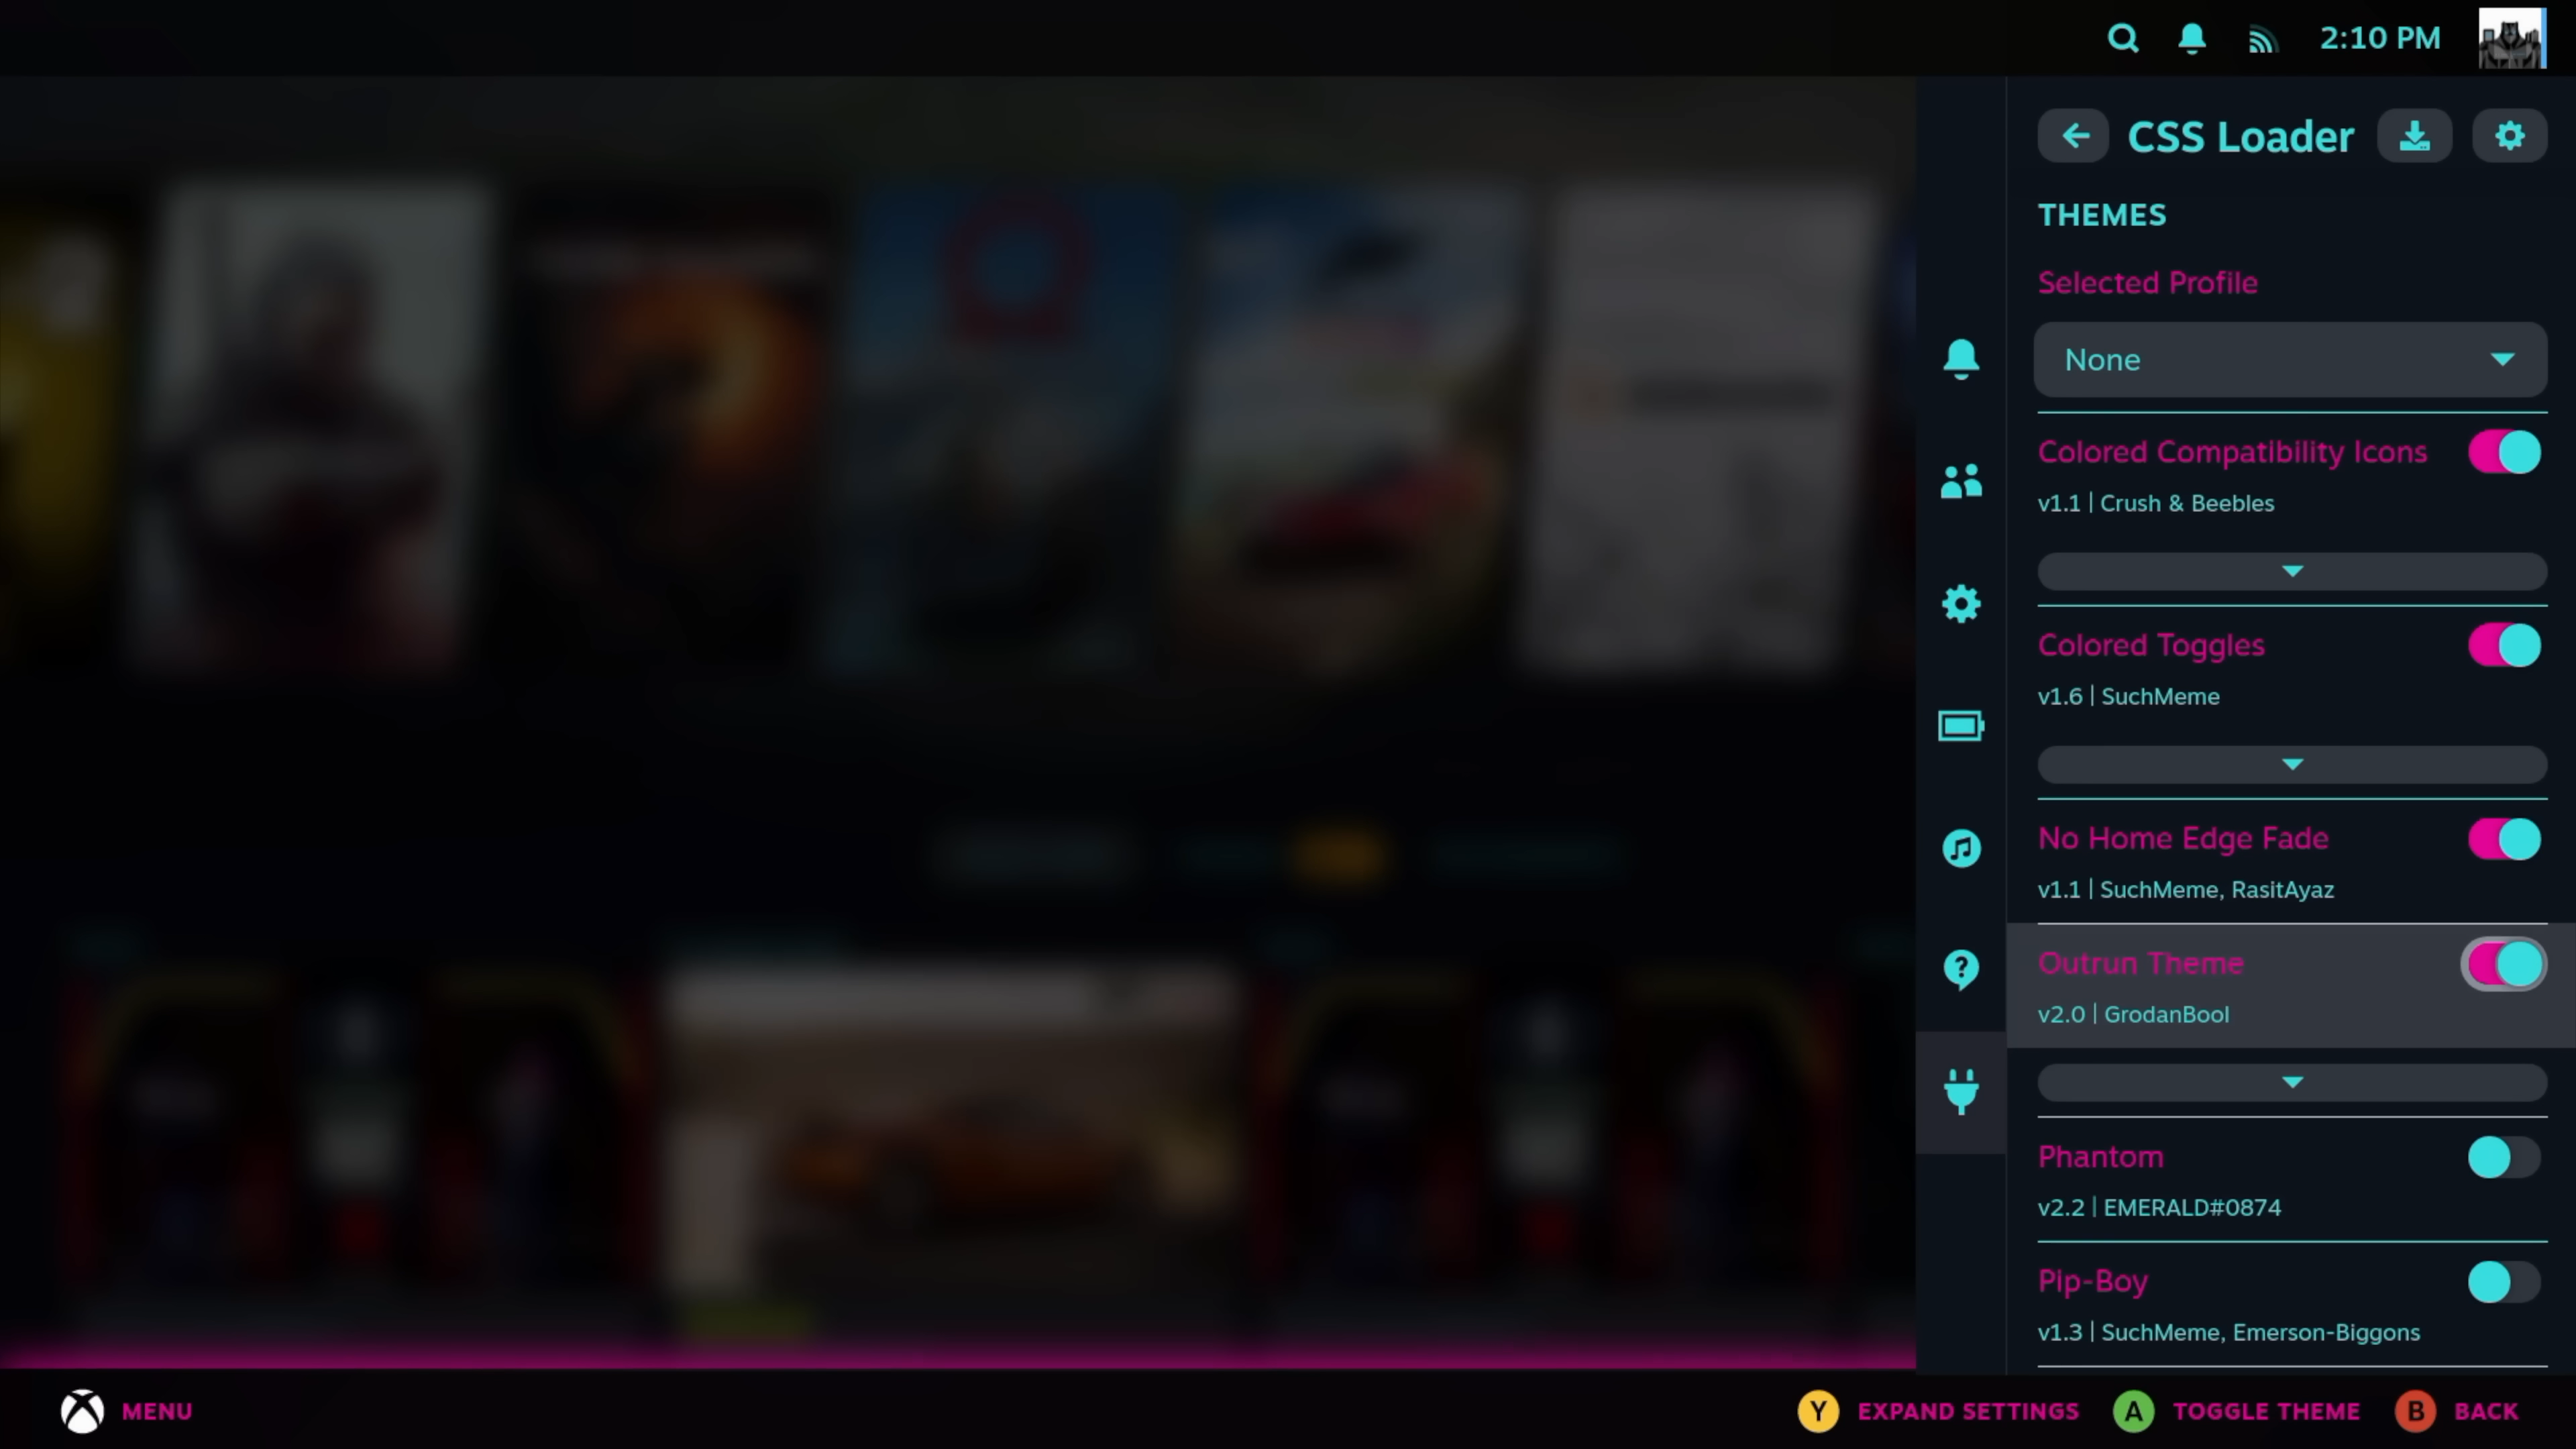 2:10 PM
CSS Loader
THEMES
Selected Profile
None
Colored Compatibility Icons
v1.1 | Crush & Beebles
Colored Toggles
v1.6 | SuchMeme
No Home Edge Fade
v1.1 | SuchMeme, RasitAyaz
Outrun Theme
v2.0 | GrodanBool
Phantom
v2.2 | EMERALD#0874
Pip-Boy
v1.3 | SuchMeme, Emerson-Biggons
MENU
Y EXPAND SETTINGS A TOGGLE THEME B BACK